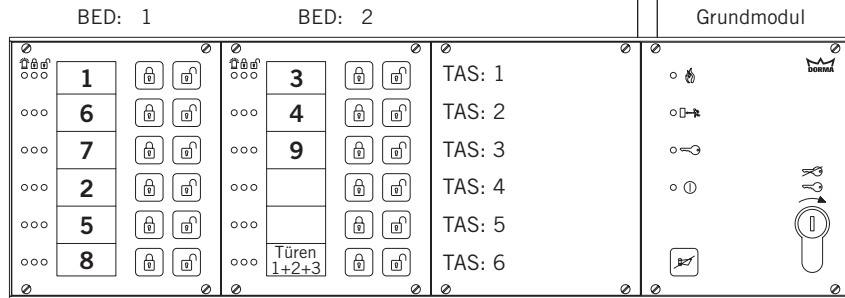 BED: 1 BED: 2 Grundmodul
DORMA
1 3 TAS: 1
6 4 TAS: 2
7 9 TAS: 3
2 TAS: 4
5 TAS: 5
8 Türen 1+2+3 TAS: 6